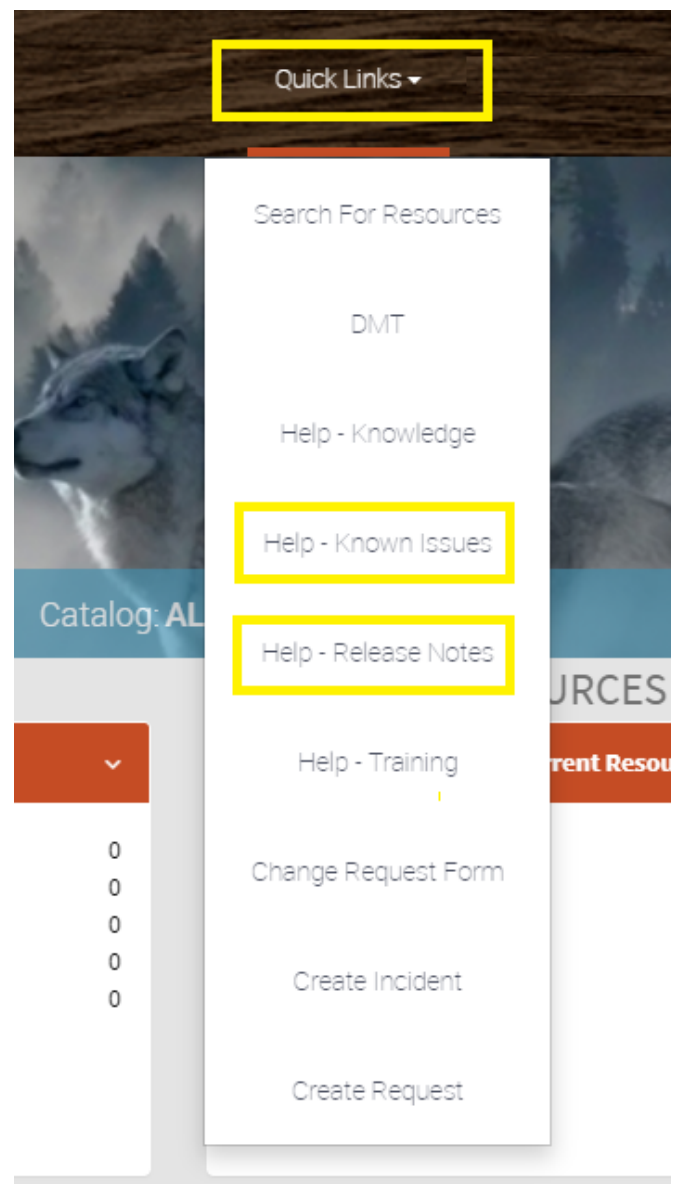 Quick Links
Search For Resources
DMT
Help - Knowledge
Help - Known Issues
Catalog: AL
Help - Release Notes
URCES
Help - Training
rrent Resou
0
Change Request Form
0
0
0
Create Incident
0
Create Request